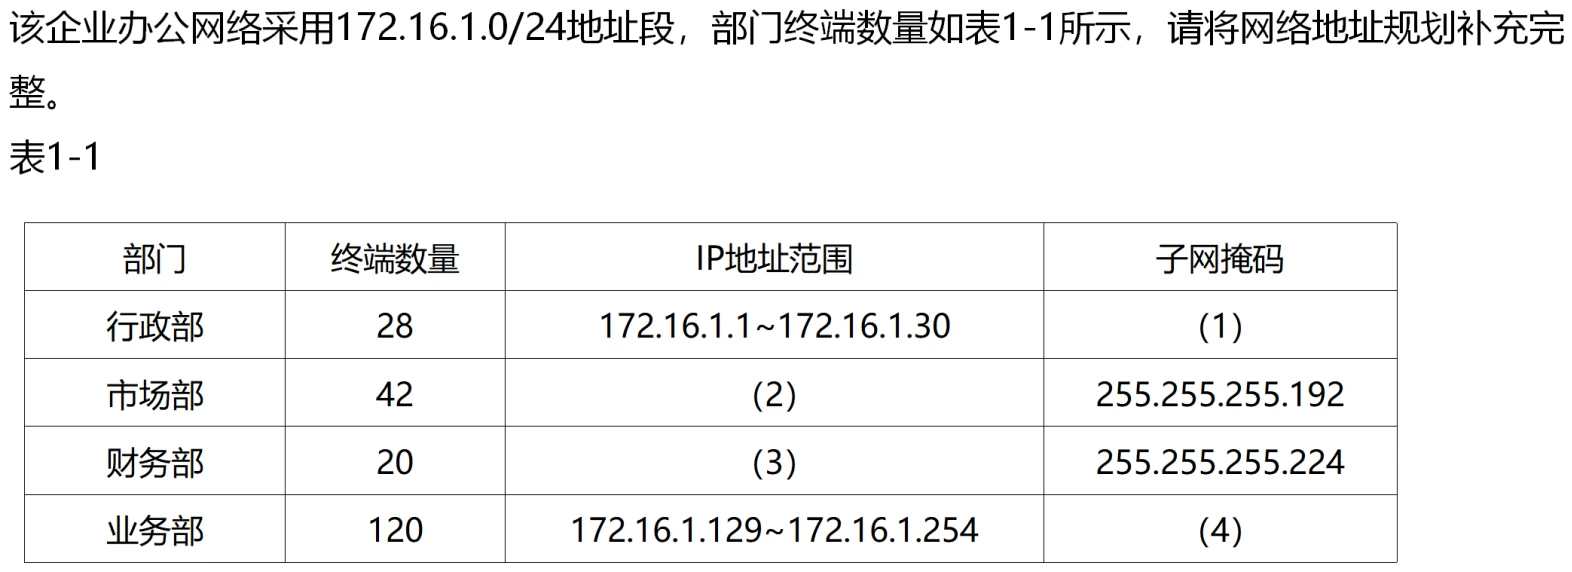 该企业办公网络采用172.16.1.0/24地址段，部门终端数量如表1-1所示，请将网络地址规划补充完
整。
表1-1
部门 终端数量 IP地址范围 子网掩码
行政部 28 172.16.1.1~172.16.1.30 （1）
市场部 42 （2） 255.255.255.192
财务部 20 （3） 255.255.255.224
业务部 120 172.16.1.129~172.16.1.254 （4）